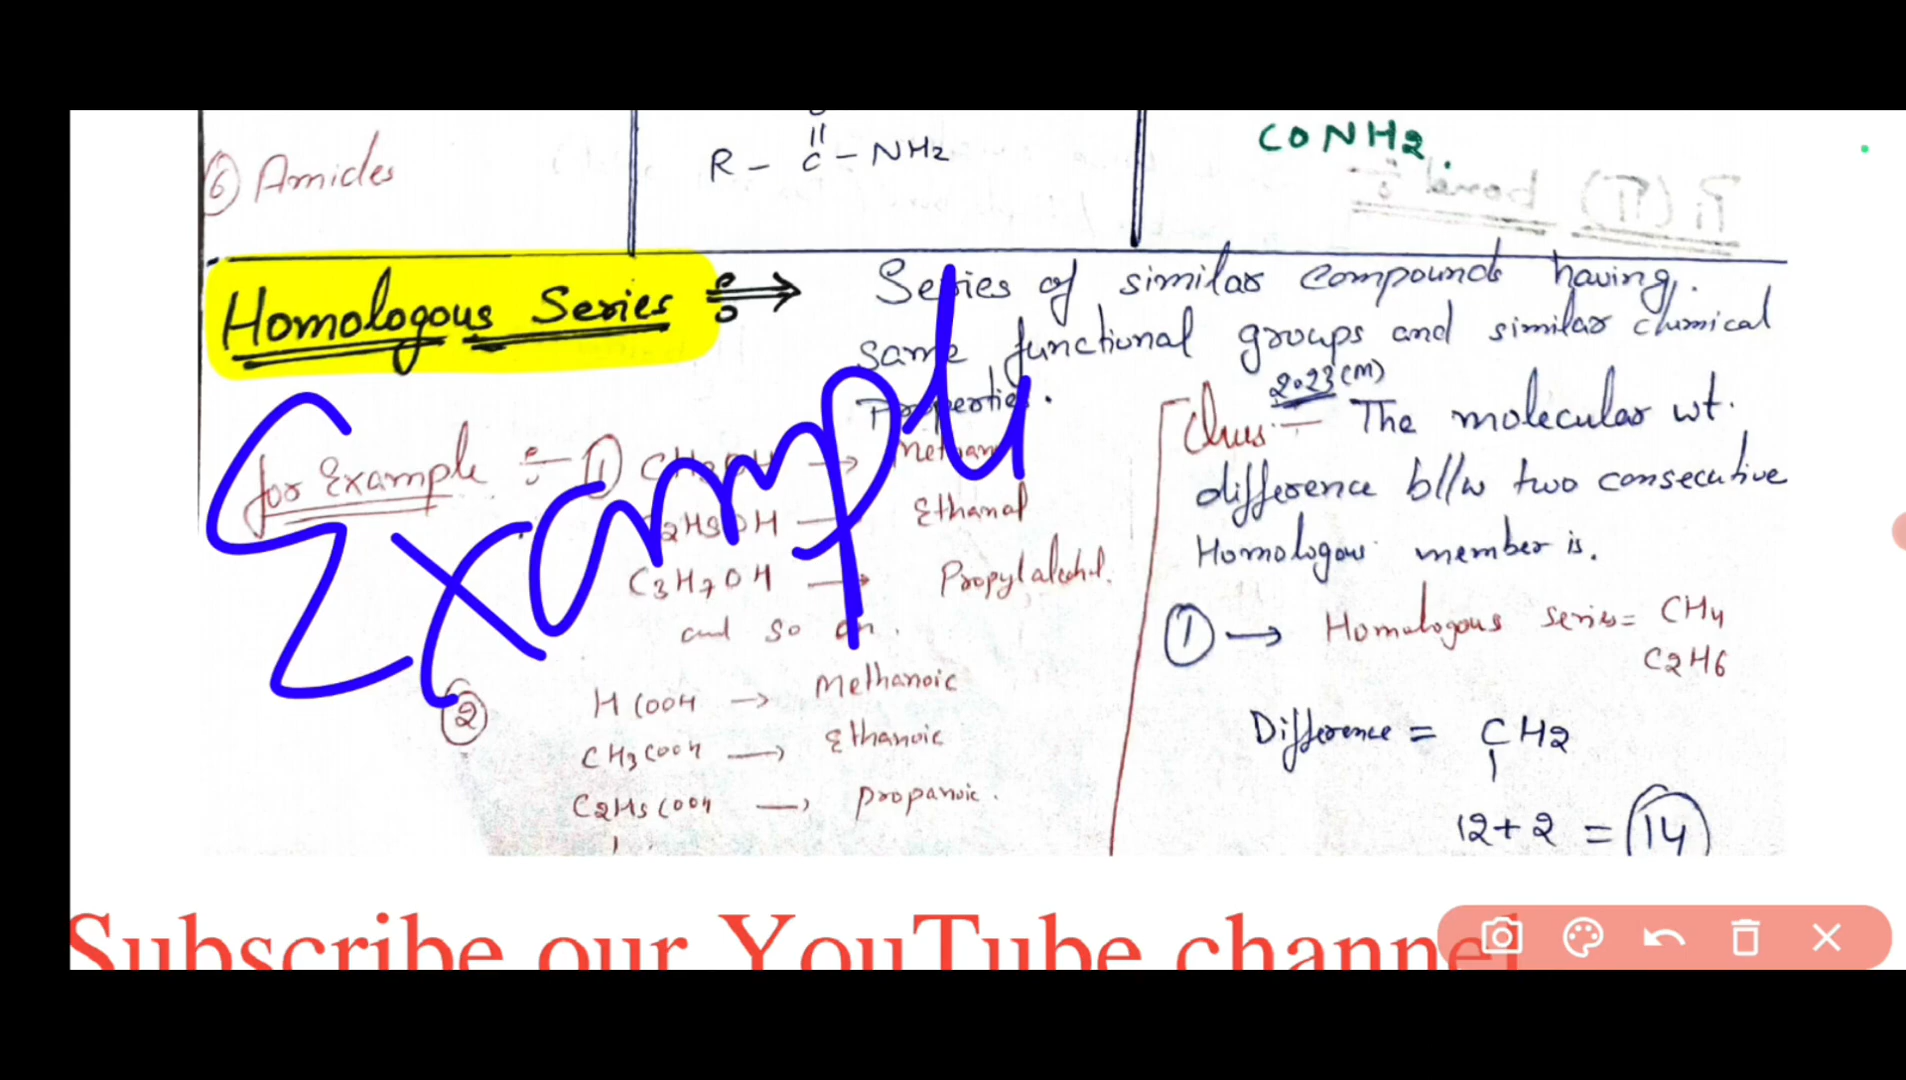 ⑥ Amides
O
||
R - C - NH2
CONH2.
Homologous Series ⇒ Series of similar compounds having
same functional groups and similar chemical
Properties.
Example
for Example :- ① CH3OH → Methan
C2H5OH → Ethanol
C3H7OH → Propyl alcohol.
and so on.
② HCOOH → Methanoic
CH3COOH → Ethanoic
C2H5COOH → propanoic.
2023(M)
Ques:- The molecular wt.
difference b//w two consecutive
Homologous member is.
① → Homologous series = CH4
C2H6
Difference = CH2
12+2 = 14
Subscribe our YouTube channel